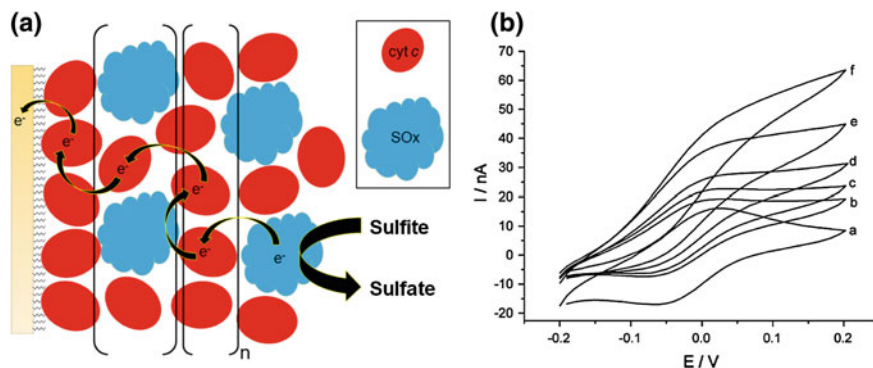 (a)
cyt c
SOx
e-
e-
e-
e-
e-
e-
Sulfite
Sulfate
n
(b)
I / nA
70
60
50
40
30
20
10
0
-10
-20
f
e
d
c
b
a
-0.2
-0.1
0.0
0.1
0.2
E / V